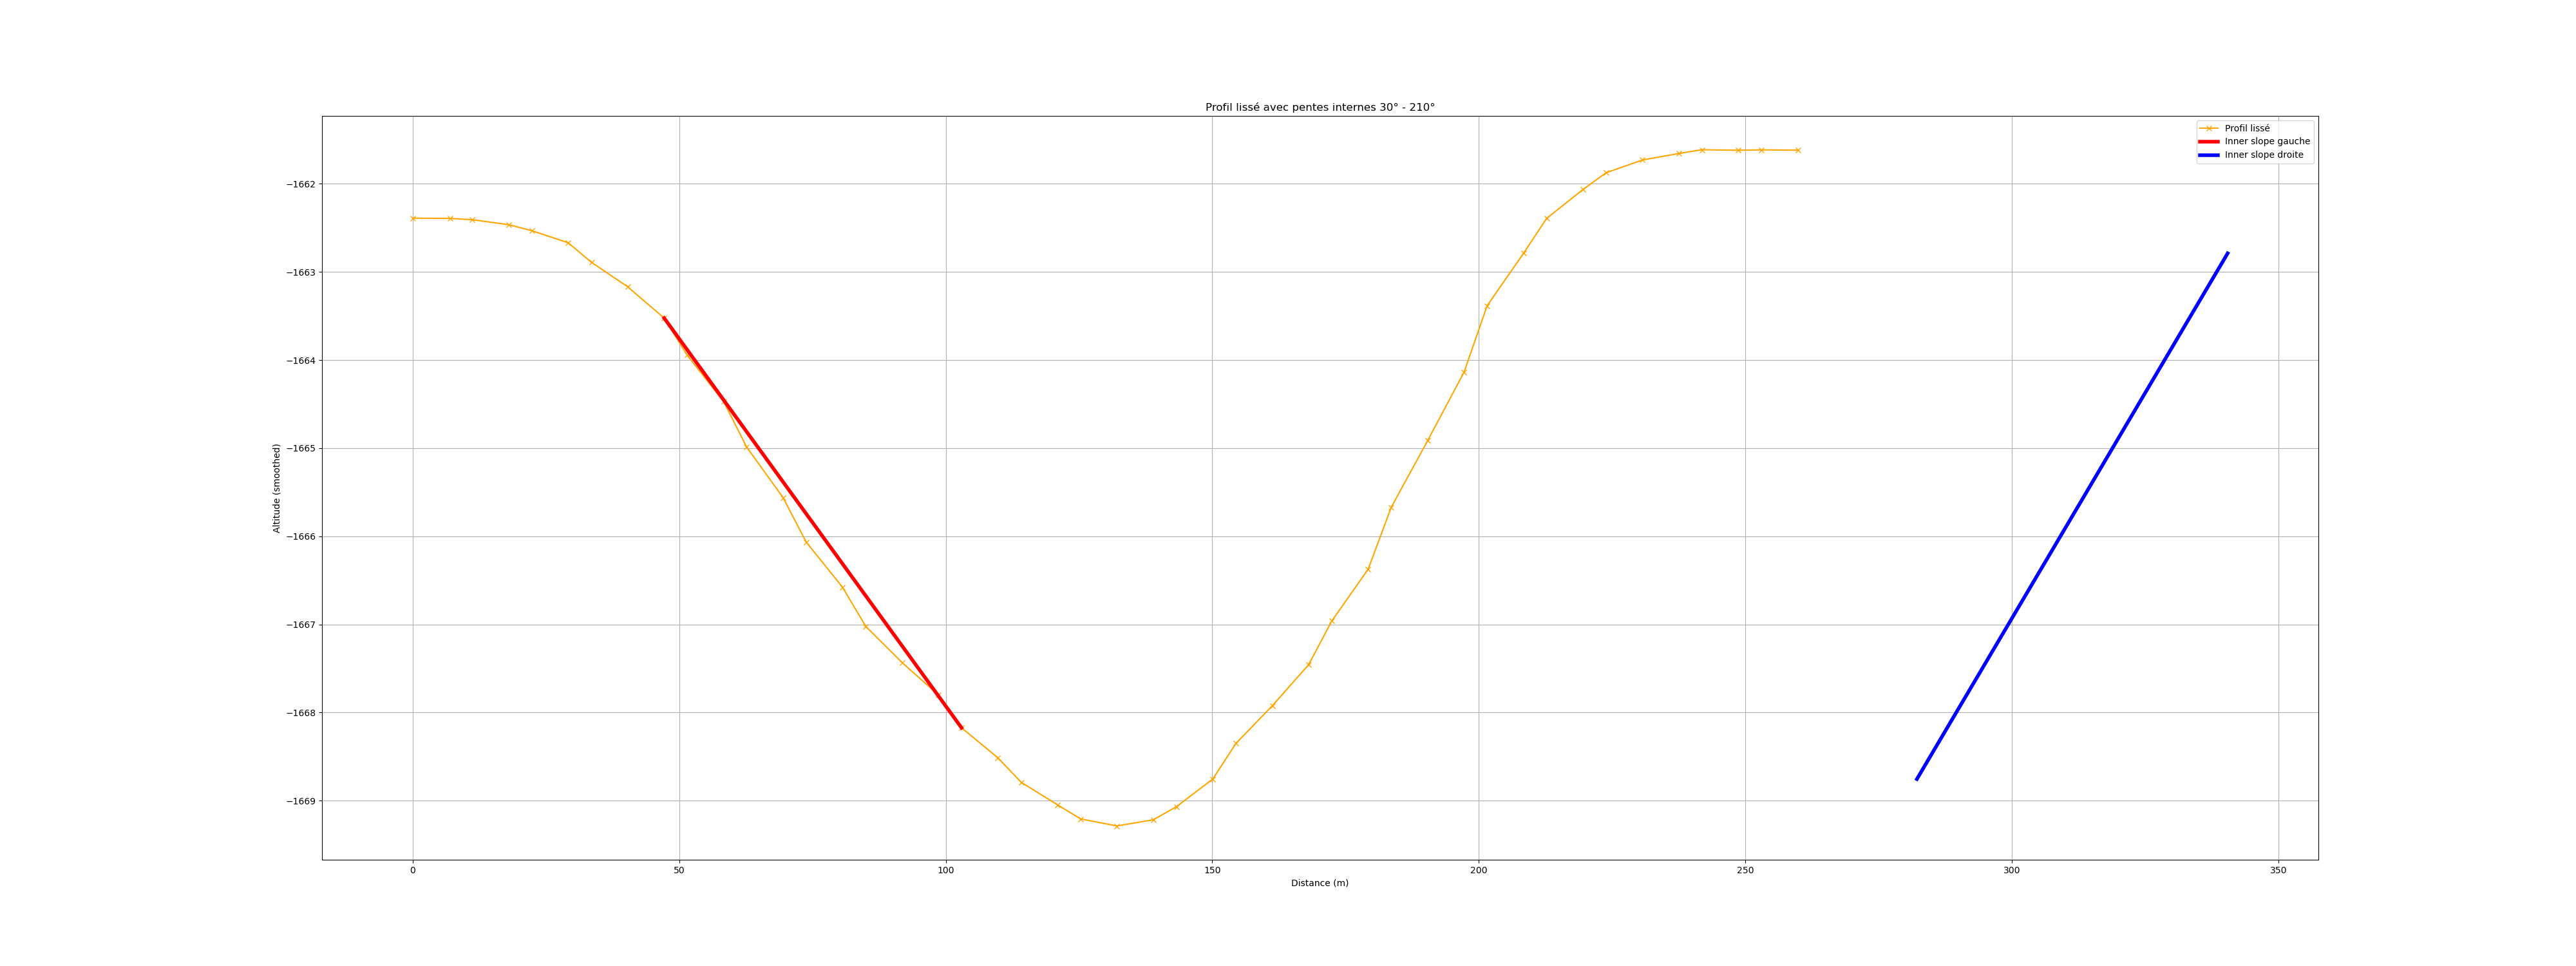 Profil lissé avec pentes internes 30° - 210°
Profil lissé
Inner slope gauche
Inner slope droite
−1662
−1663
−1664
−1665
−1666
−1667
−1668
−1669
Altitude (smoothed)
0 50 100 150 200 250 300 350
Distance (m)